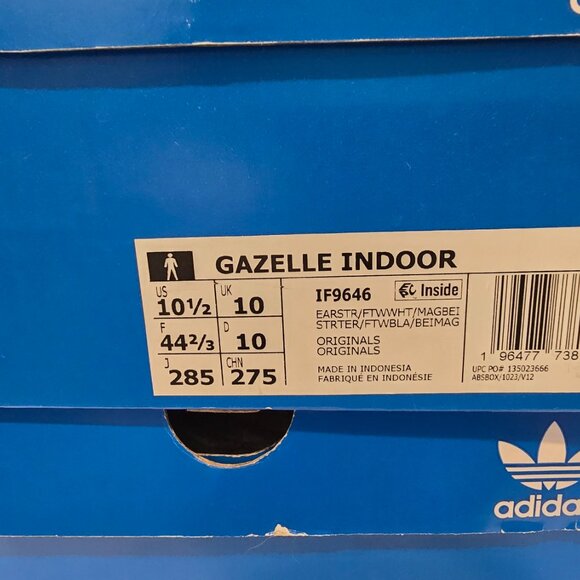 GAZELLE INDOOR
US
10½
UK
10
F
44⅔
D
10
J
285
CHN
275
IF9646
Inside
EARSTR/FTWWHT/MAGBEI
STRTER/FTWBLA/BEIMAG
ORIGINALS
ORIGINALS
MADE IN INDONESIA
FABRIQUÉ EN INDONÉSIE
1 96477 738
UPC PO# 135023666
ABSBOX/1023/V12
adidas